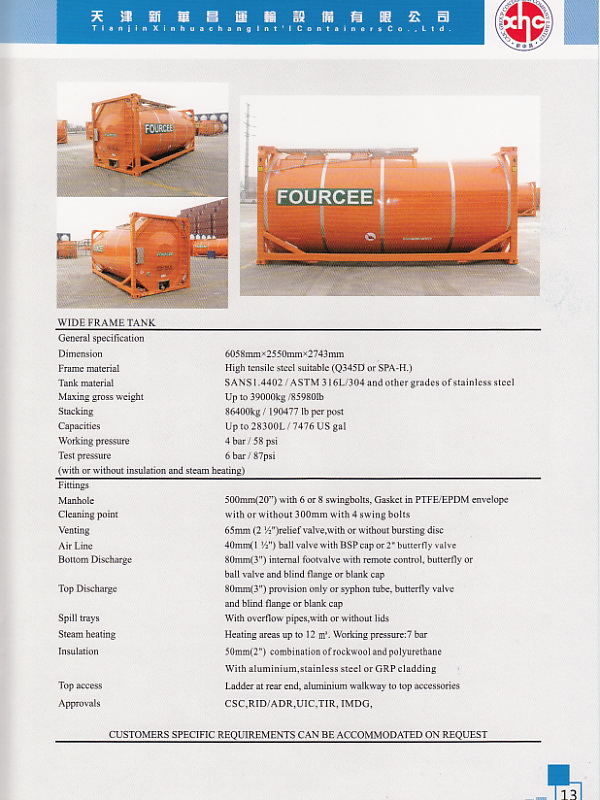 天津新華昌運輸設備有限公司
TianjinXinhuachangInt'lContainersCo.,Ltd.
xhc
FOURCEE
FOURCEE
WIDE FRAME TANK
General specification
Dimension 6058mm×2550mm×2743mm
Frame material High tensile steel suitable (Q345D or SPA-H.)
Tank material SANS1.4402 / ASTM 316L/304 and other grades of stainless steel
Maxing gross weight Up to 39000kg /85980lb
Stacking 86400kg / 190477 lb per post
Capacities Up to 28300L / 7476 US gal
Working pressure 4 bar / 58 psi
Test pressure 6 bar / 87psi
(with or without insulation and steam heating)
Fittings
Manhole 500mm(20”) with 6 or 8 swingbolts, Gasket in PTFE/EPDM envelope
Cleaning point with or without 300mm with 4 swing bolts
Venting 65mm (2 ½")relief valve,with or without bursting disc
Air Line 40mm(1 ½") ball valve with BSP cap or 2" butterfly valve
Bottom Discharge 80mm(3") internal footvalve with remote control, butterfly or
ball valve and blind flange or blank cap
Top Discharge 80mm(3") provision only or syphon tube, butterfly valve
and blind flange or blank cap
Spill trays With overflow pipes,with or without lids
Steam heating Heating areas up to 12 ㎡. Working pressure:7 bar
Insulation 50mm(2") combination of rockwool and polyurethane
With aluminium,stainless steel or GRP cladding
Top access Ladder at rear end, aluminium walkway to top accessories
Approvals CSC,RID/ADR,UIC,TIR, IMDG,
CUSTOMERS SPECIFIC REQUIREMENTS CAN BE ACCOMMODATED ON REQUEST
13